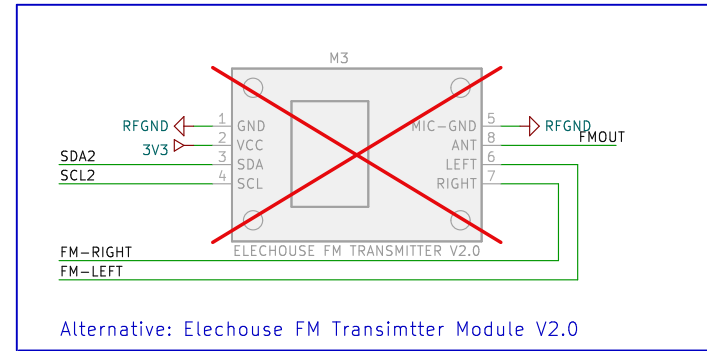 M3
RFGND 1 GND MIC-GND 5 RFGND
3V3 2 VCC ANT 8 FMOUT
SDA2 3 SDA LEFT 6
SCL2 4 SCL RIGHT 7
FM-RIGHT ELECHOUSE FM TRANSMITTER V2.0
FM-LEFT
Alternative: Elechouse FM Transimtter Module V2.0